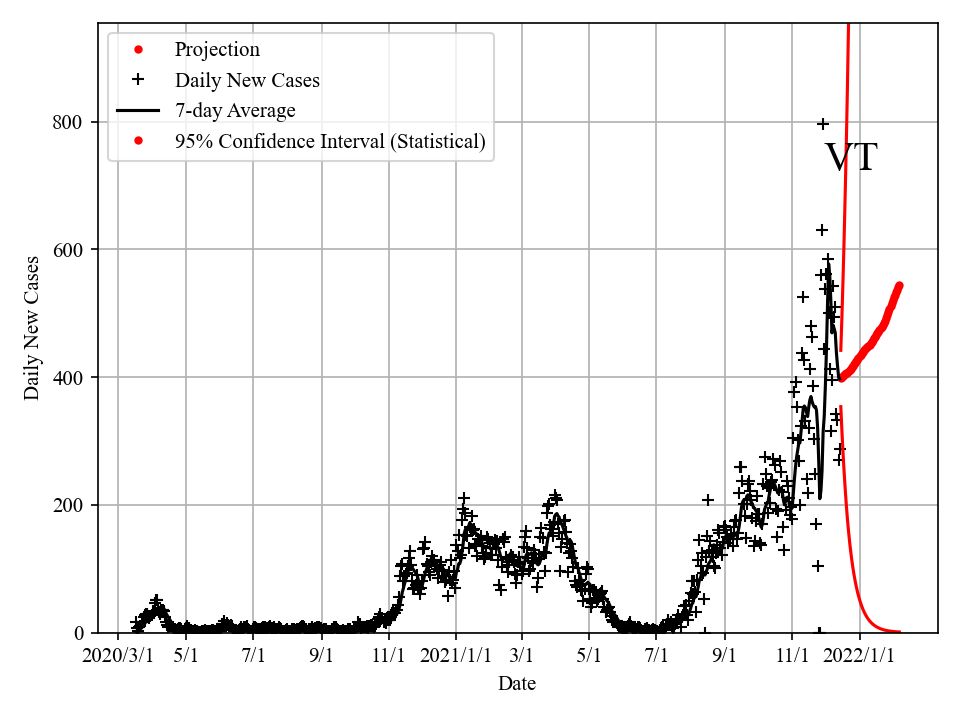 Projection
Daily New Cases
7-day Average
95% Confidence Interval (Statistical)
VT
800
600
400
200
0
Daily New Cases
2020/3/1 5/1 7/1 9/1 11/1 2021/1/1 3/1 5/1 7/1 9/1 11/1 2022/1/1
Date